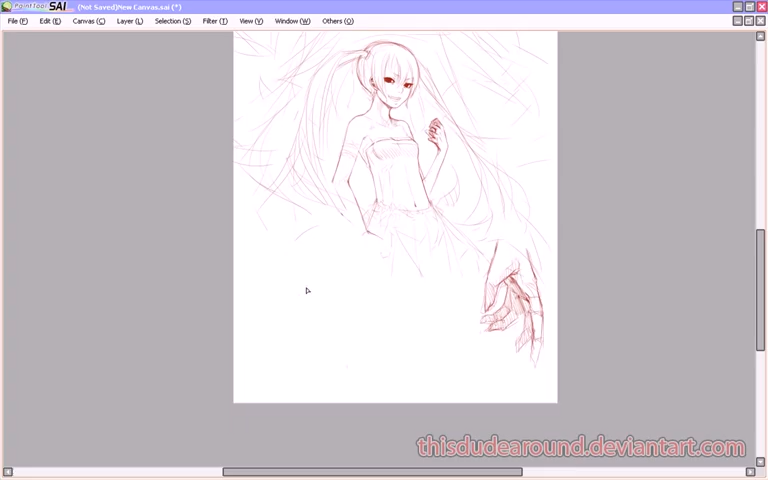 PaintTool SAI (Not Saved)New Canvas.sai (*)
File (F) Edit (E) Canvas (C) Layer (L) Selection (S) Filter (T) View (V) Window (W) Others (O)
thisdudearound.deviantart.com